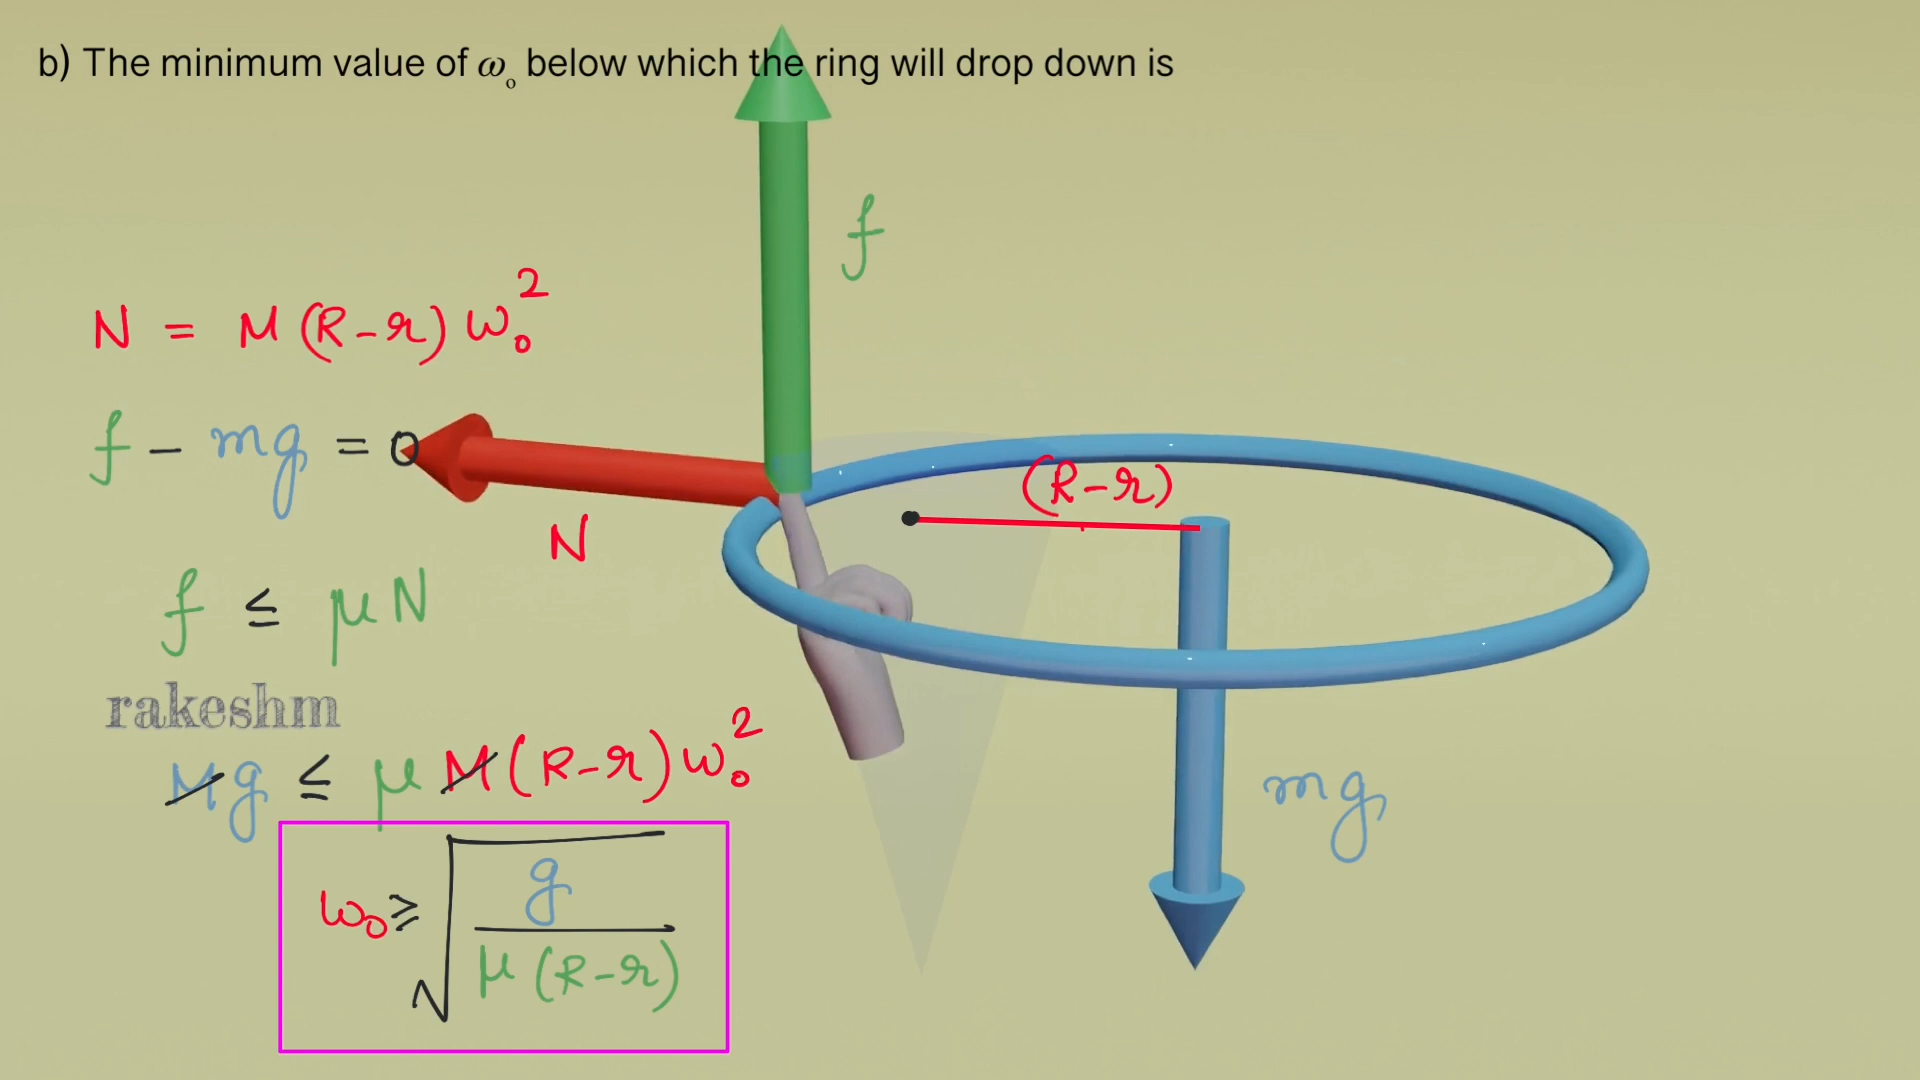 b) The minimum value of ω₀ below which the ring will drop down is
f
N = M (R-r) ω₀²
f - mg = 0
(R-r)
N
f ≤ μN
rakeshm
Mg ≤ μ M (R-r) ω₀²
mg
ω₀ ≥ √(g / μ (R-r))